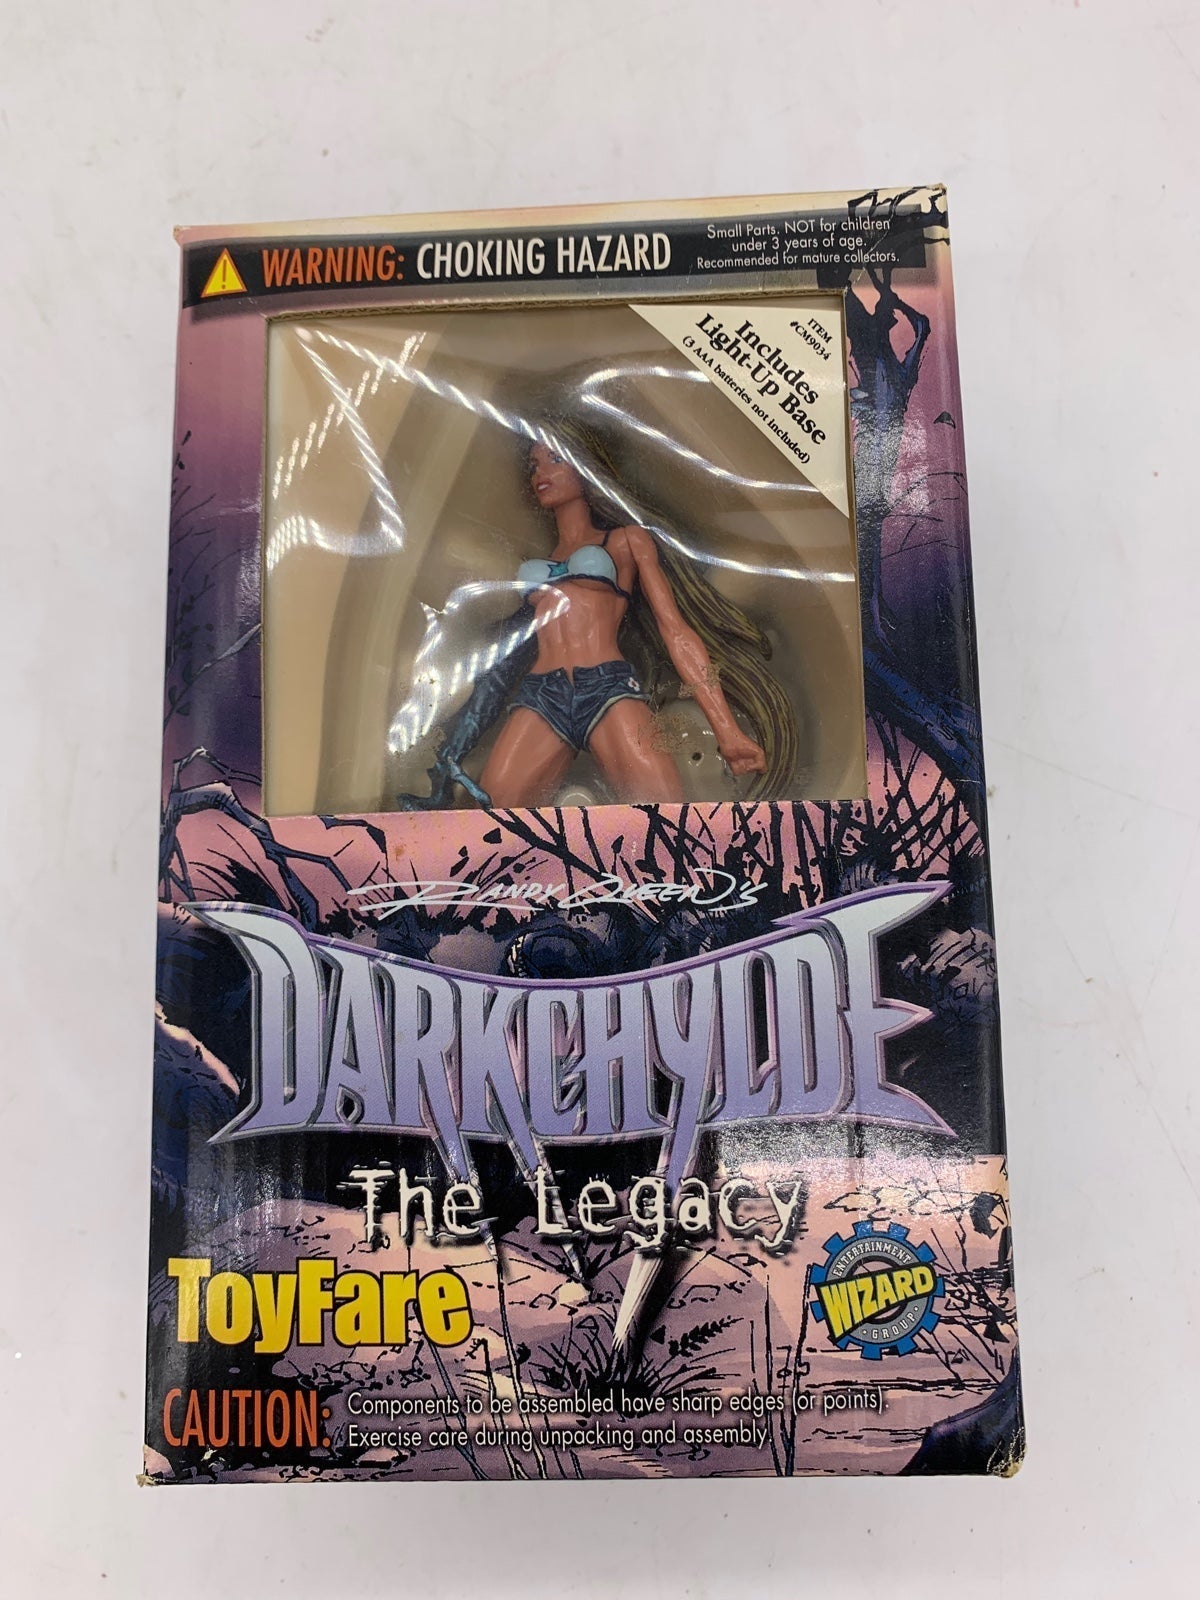 WARNING: CHOKING HAZARD
Small Parts. NOT for children
under 3 years of age.
Recommended for mature collectors.
ITEM
#CM9034
Includes
Light-Up Base
(3 AAA batteries not included)
RANDY QUEEN'S
DARKCHYLDE
The Legacy
ToyFare
ENTERTAINMENT
WIZARD
GROUP
CAUTION: Components to be assembled have sharp edges (or points).
Exercise care during unpacking and assembly.